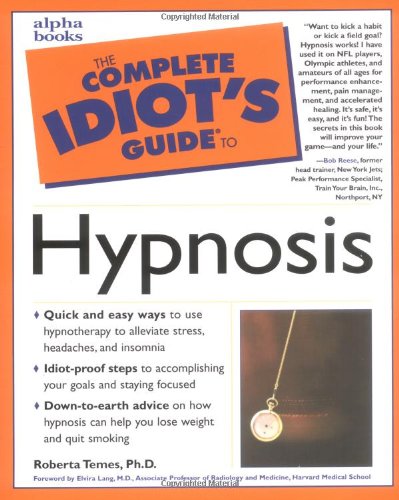 Copyrighted Material
alpha
books
THE
COMPLETE
IDIOT'S
GUIDE® TO
"Want to kick a habit
or kick a field goal?
Hypnosis works! I have
used it on NFL players,
Olympic athletes, and
amateurs of all ages for
performance enhance-
ment, pain manage-
ment, and accelerated
healing. It's safe, it's
easy, and it's fun! The
secrets in this book
will improve your
game—and your life."
—Bob Reese, former
head trainer, New York Jets;
Peak Performance Specialist,
Train Your Brain, Inc.,
Northport, NY
Hypnosis
Quick and easy ways to use
hypnotherapy to alleviate stress,
headaches, and insomnia
Idiot-proof steps to accomplishing
your goals and staying focused
Down-to-earth advice on how
hypnosis can help you lose weight
and quit smoking
Roberta Temes, Ph.D.
Foreword by Elvira Lang, M.D., Associate Professor of Radiology and Medicine, Harvard Medical School
Copyrighted Material